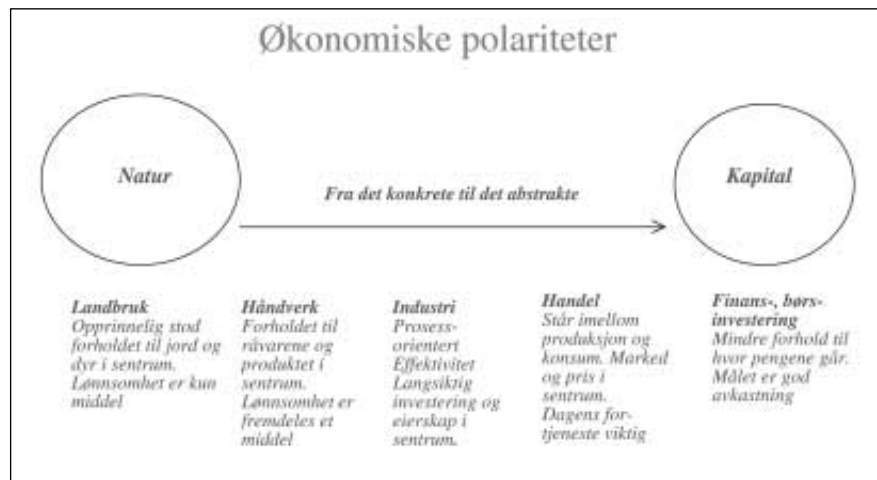 Økonomiske polariteter
Natur
Fra det konkrete til det abstrakte
Kapital
Landbruk
Opprinnelig stod
forholdet til jord og
dyr i sentrum.
Lønnsomhet er kun
middel
Håndverk
Forholdet til
råvarene og
produktet i
sentrum.
Lønnsomhet er
fremdeles et
middel
Industri
Prosess-
orientert
Effektivitet
Langsiktig
investering og
eierskap i
sentrum.
Handel
Står imellom
produksjon og
konsum. Marked
og pris i
sentrum.
Dagens for-
tjeneste viktig
Finans-, børs-
investering
Mindre forhold til
hvor pengene går.
Målet er god
avkastning